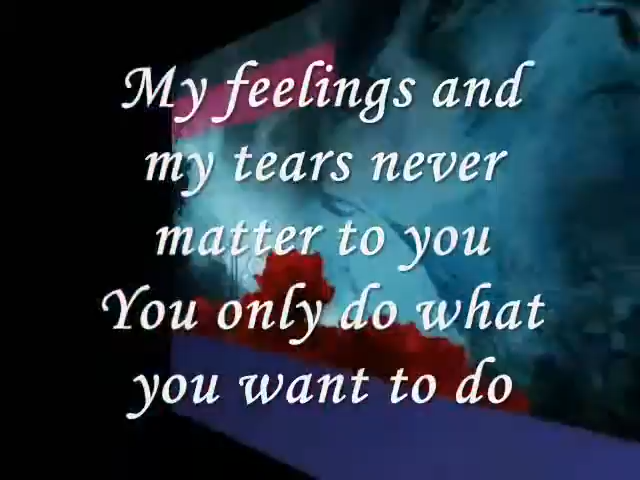 My feelings and
my tears never
matter to you
You only do what
you want to do